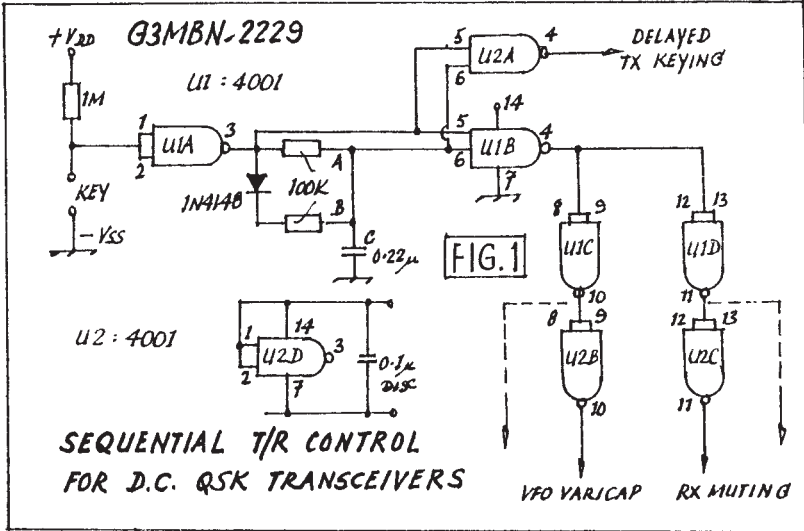 +VDD
G3MBN-2229
U1 : 4001
1M
1
2
U1A
3
KEY
-VSS
1N4148
100K
A
B
C
0.22µ
5
6
U2A
4
DELAYED
TX KEYING
5
6
U1B
14
7
4
FIG.1
8
9
U1C
10
12
13
U1D
11
8
9
U2B
10
12
13
U2C
11
VFO VARICAP
RX MUTING
U2 : 4001
1
2
U2D
14
7
3
0.1µ
DISC
SEQUENTIAL T/R CONTROL
FOR D.C. QSK TRANSCEIVERS